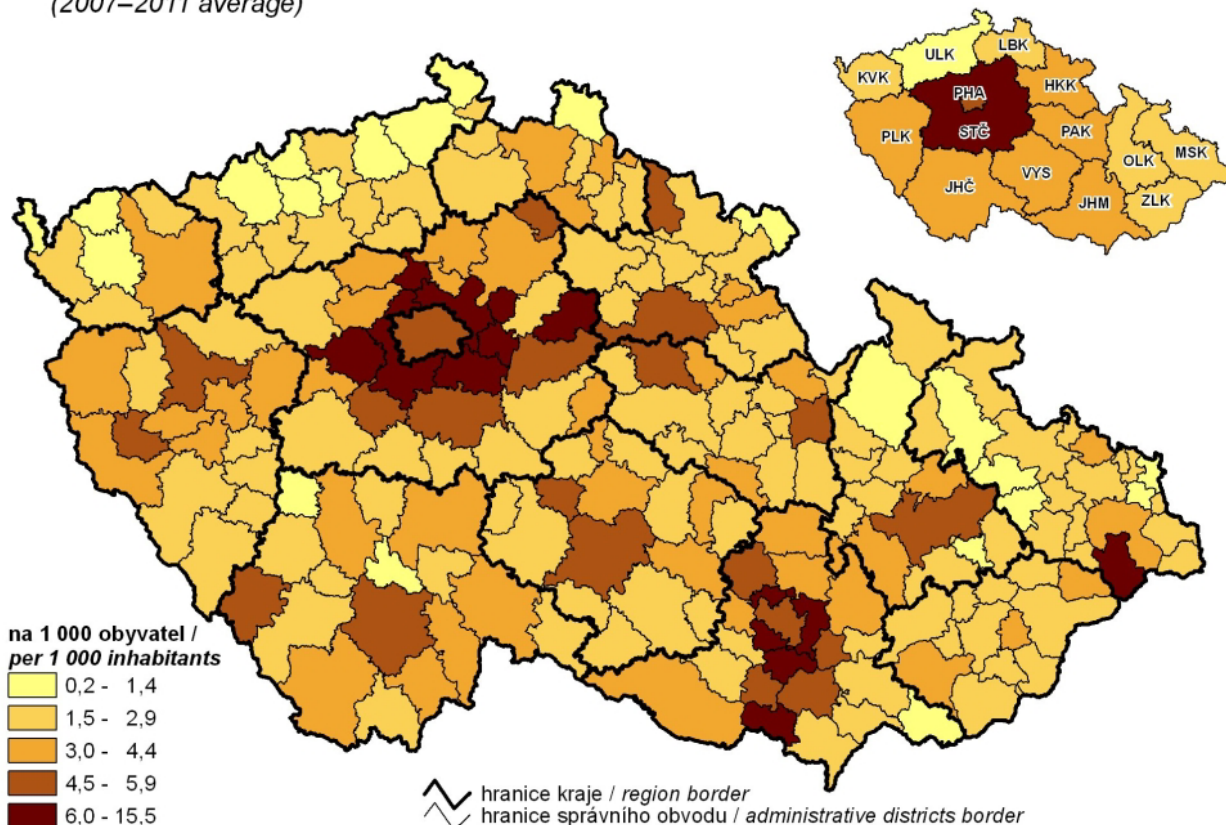 (2007–2011 average)
ULK
LBK
KVK
HKK
PHA
PLK
STČ
PAK
MSK
OLK
VYS
JHČ
JHM
ZLK
na 1 000 obyvatel /
per 1 000 inhabitants
0,2 - 1,4
1,5 - 2,9
3,0 - 4,4
4,5 - 5,9
6,0 - 15,5
hranice kraje / region border
hranice správního obvodu / administrative districts border